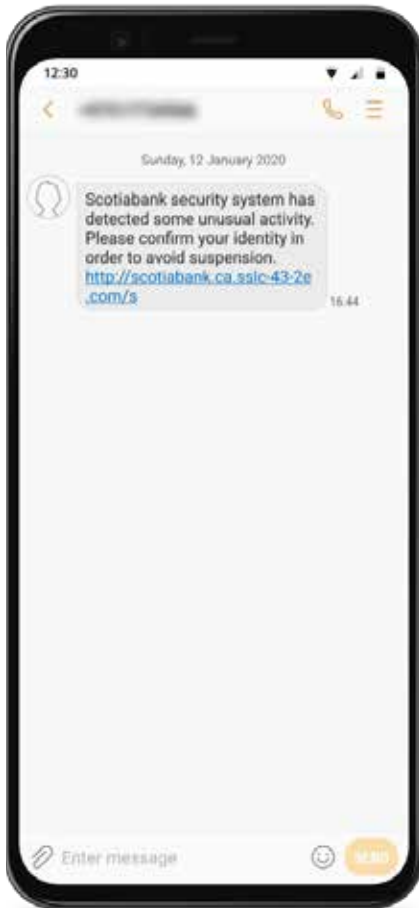 12:30
Sunday, 12 January 2020
Scotiabank security system has
detected some unusual activity.
Please confirm your identity in
order to avoid suspension.
http://scotiabank.ca.sslc-43-2e
.com/s
16:44
Enter message
SEND